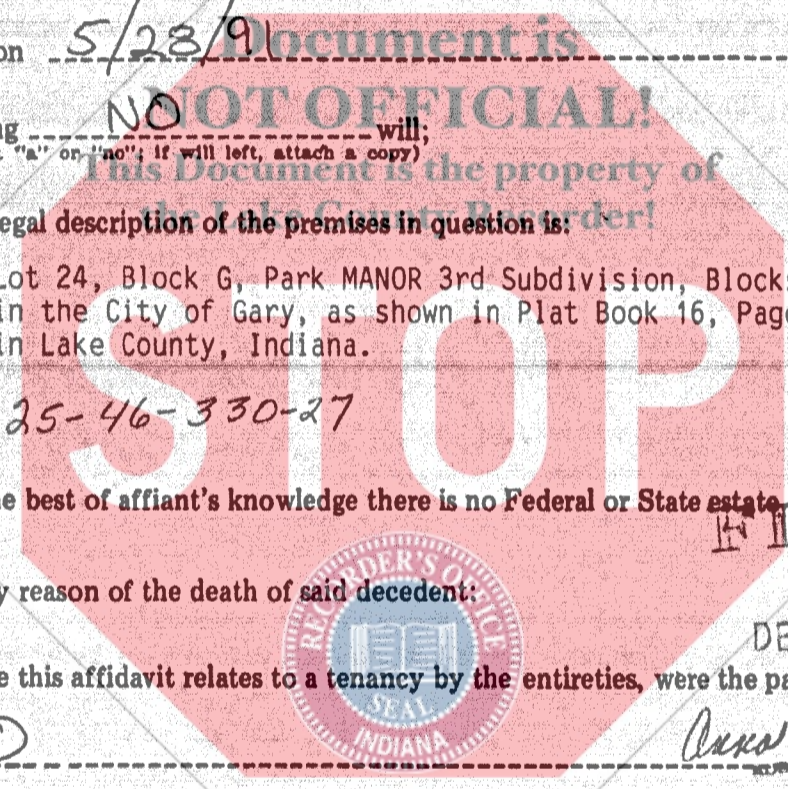 on 5/28/91
Document is
NOT OFFICIAL!
NO will;
"a" or "no"; if will left, attach a copy)
This Document is the property of
the Lake County Recorder!
egal description of the premises in question is:
Lot 24, Block G, Park MANOR 3rd Subdivision, Block
in the City of Gary, as shown in Plat Book 16, Page
in Lake County, Indiana.
STOP
25-46-330-27
e best of affiant's knowledge there is no Federal or State estate
y reason of the death of said decedent:
RECORDER'S OFFICE
SEAL
INDIANA
DE
e this affidavit relates to a tenancy by the entireties, were the pa
Anna